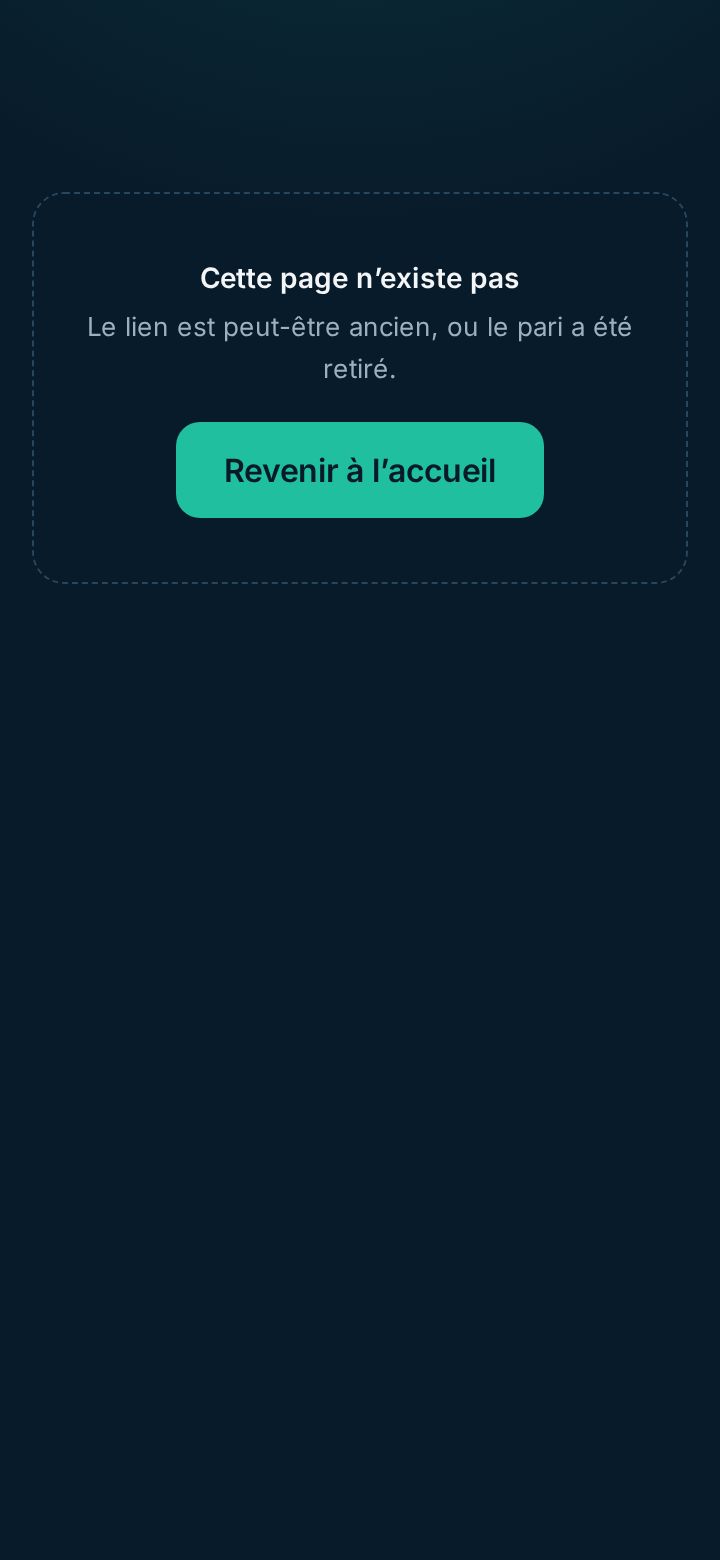 Cette page n’existe pas
Le lien est peut-être ancien, ou le pari a été
retiré.
Revenir à l’accueil